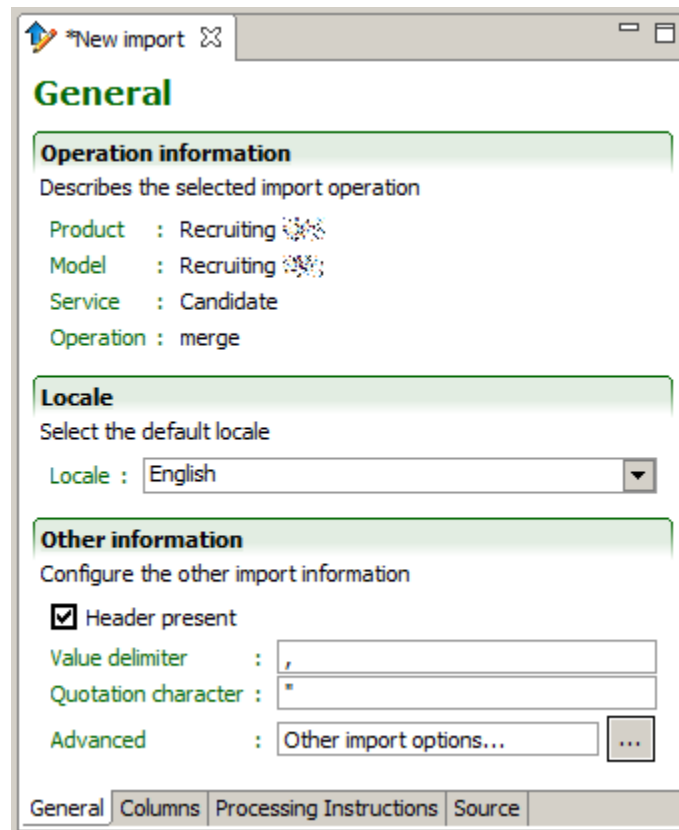 *New import
General
Operation information
Describes the selected import operation
Product : Recruiting
Model : Recruiting
Service : Candidate
Operation : merge
Locale
Select the default locale
Locale : English
Other information
Configure the other import information
Header present
Value delimiter : ,
Quotation character : "
Advanced : Other import options... ...
General Columns Processing Instructions Source